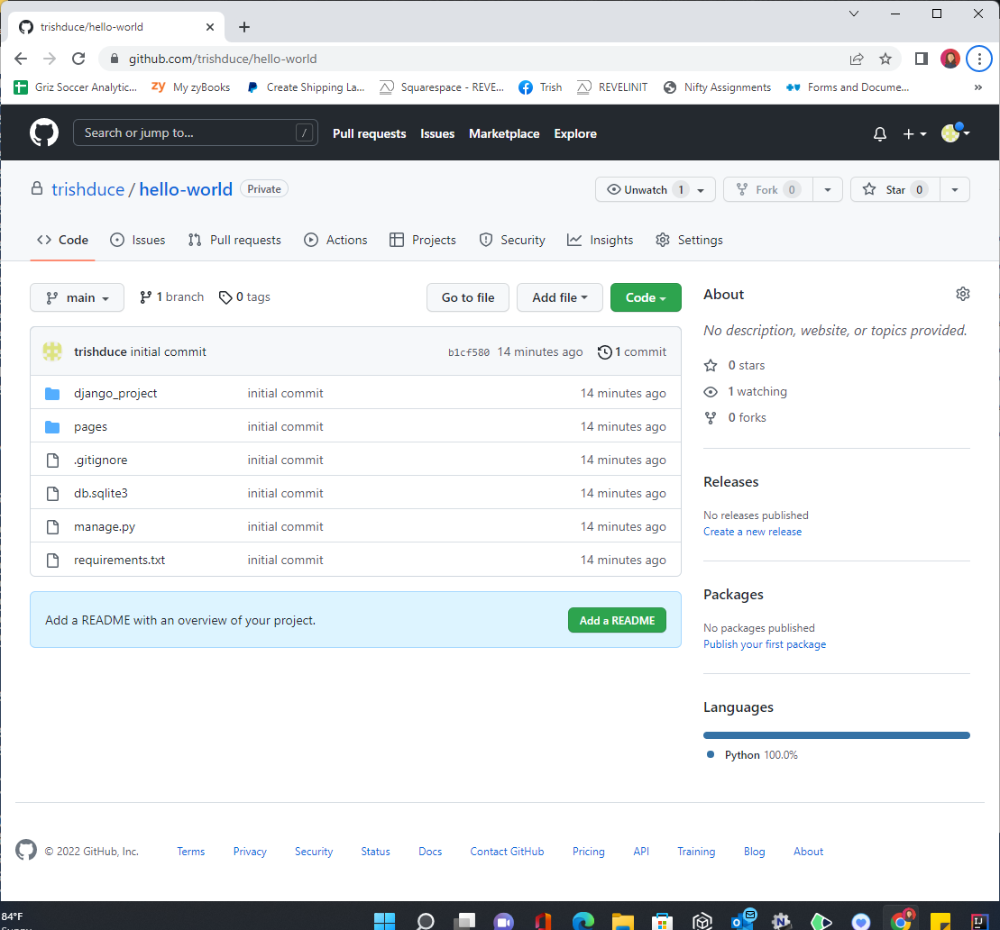 trishduce/hello-world
github.com/trishduce/hello-world
Griz Soccer Analytic... zy My zyBooks Create Shipping La... Squarespace - REVE... Trish REVELINIT Nifty Assignments Forms and Docume... »
Search or jump to... / Pull requests Issues Marketplace Explore
trishduce / hello-world Private Unwatch 1 Fork 0 Star 0
Code Issues Pull requests Actions Projects Security Insights Settings
main 1 branch 0 tags Go to file Add file Code
trishduce initial commit b1cf580 14 minutes ago 1 commit
django_project initial commit 14 minutes ago
pages initial commit 14 minutes ago
.gitignore initial commit 14 minutes ago
db.sqlite3 initial commit 14 minutes ago
manage.py initial commit 14 minutes ago
requirements.txt initial commit 14 minutes ago
Add a README with an overview of your project. Add a README
About
No description, website, or topics provided.
0 stars
1 watching
0 forks
Releases
No releases published
Create a new release
Packages
No packages published
Publish your first package
Languages
Python 100.0%
© 2022 GitHub, Inc. Terms Privacy Security Status Docs Contact GitHub Pricing API Training Blog About
84°F
Sunny